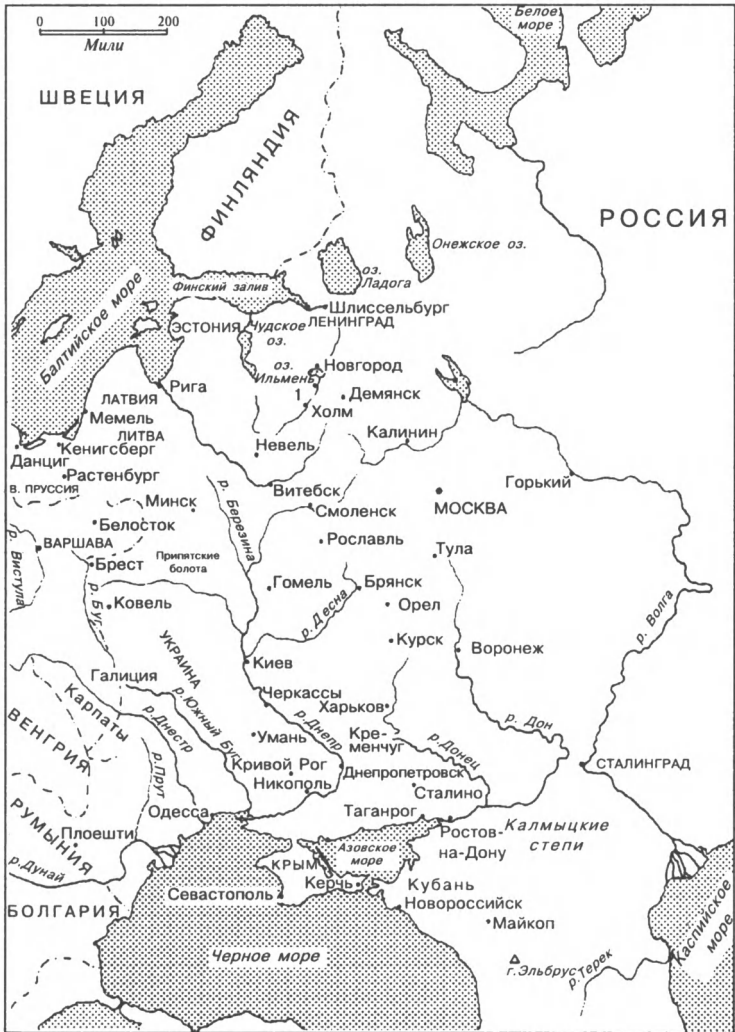 0 100 200
Мили
Белое
море
ШВЕЦИЯ
ФИНЛЯНДИЯ
РОССИЯ
Онежское оз.
оз.
Ладога
Балтийское море
Финский залив
Шлиссельбург
ЛЕНИНГРАД
ЭСТОНИЯ
Чудское
оз.
оз.
Ильмень
Новгород
1
Демянск
Холм
Рига
ЛАТВИЯ
Мемель
ЛИТВА
Кенигсберг
Данциг
Растенбург
В. ПРУССИЯ
Невель
Калинин
Горький
Витебск
МОСКВА
Минск
р. Березина
Смоленск
Белосток
Рославль
Тула
ВАРШАВА
р. Вистула
Припятские
болота
Брест
Гомель
Брянск
р. Буг
Ковель
р. Десна
Орел
Курск
Воронеж
р. Волга
УКРАИНА
Киев
Галиция
Черкассы
Харьков
р. Дон
Карпаты
р. Днестр
р. Южный Буг
р. Днепр
Умань
Кре-
менчуг
р. Донец
ВЕНГРИЯ
Кривой Рог
Днепропетровск
СТАЛИНГРАД
р. Прут
Никополь
Сталино
РУМЫНИЯ
Одесса
Таганрог
Плоешти
Ростов-
на-Дону
Калмыцкие
степи
Азовское
море
р. Дунай
КРЫМ
Керчь
Кубань
Севастополь
Новороссийск
БОЛГАРИЯ
Майкоп
Каспийское
море
Черное море
г. Эльбрус
р. Терек